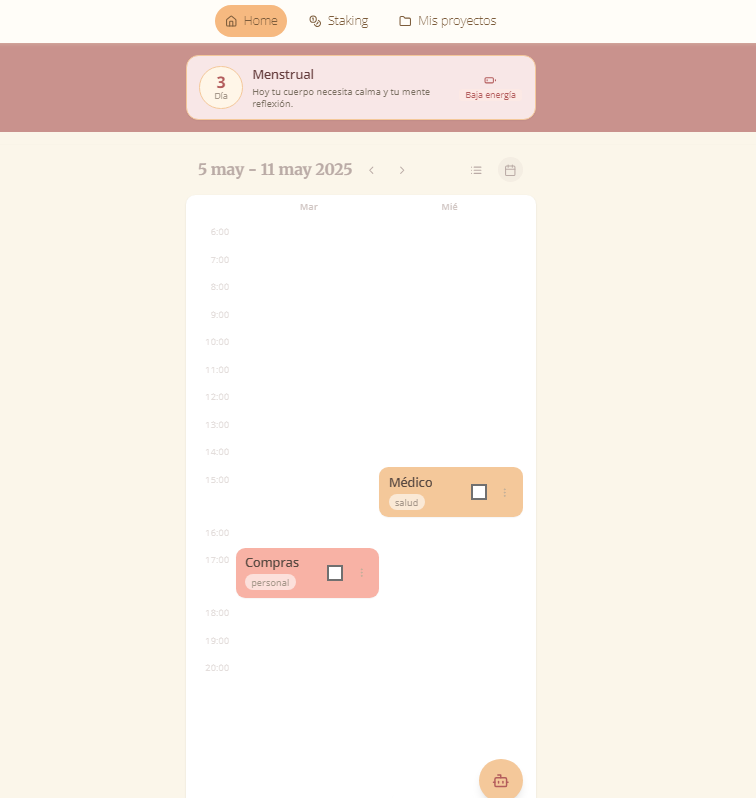 Home Staking Mis proyectos
3
Día
Menstrual
Hoy tu cuerpo necesita calma y tu mente
reflexión.
Baja energía
5 may - 11 may 2025
Mar Mié
6:00
7:00
8:00
9:00
10:00
11:00
12:00
13:00
14:00
15:00
Médico
salud
16:00
17:00
Compras
personal
18:00
19:00
20:00